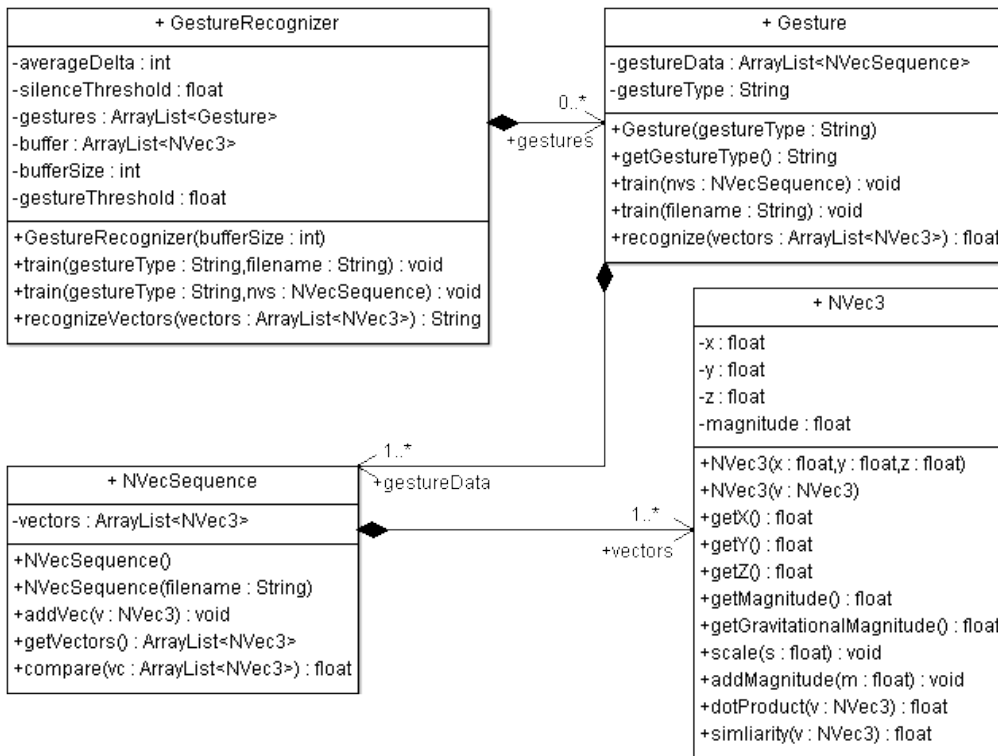 + GestureRecognizer
-averageDelta : int
-silenceThreshold : float
-gestures : ArrayList<Gesture>
-buffer : ArrayList<NVec3>
-bufferSize : int
-gestureThreshold : float
+GestureRecognizer(bufferSize : int)
+train(gestureType : String,filename : String) : void
+train(gestureType : String,nvs : NVecSequence) : void
+recognizeVectors(vectors : ArrayList<NVec3>) : String
0..*
+gestures
+ Gesture
-gestureData : ArrayList<NVecSequence>
-gestureType : String
+Gesture(gestureType : String)
+getGestureType() : String
+train(nvs : NVecSequence) : void
+train(filename : String) : void
+recognize(vectors : ArrayList<NVec3>) : float
1..*
+gestureData
+ NVecSequence
-vectors : ArrayList<NVec3>
+NVecSequence()
+NVecSequence(filename : String)
+addVec(v : NVec3) : void
+getVectors() : ArrayList<NVec3>
+compare(vc : ArrayList<NVec3>) : float
1..*
+vectors
+ NVec3
-x : float
-y : float
-z : float
-magnitude : float
+NVec3(x : float,y : float,z : float)
+NVec3(v : NVec3)
+getX() : float
+getY() : float
+getZ() : float
+getMagnitude() : float
+getGravitationalMagnitude() : float
+scale(s : float) : void
+addMagnitude(m : float) : void
+dotProduct(v : NVec3) : float
+simliarity(v : NVec3) : float